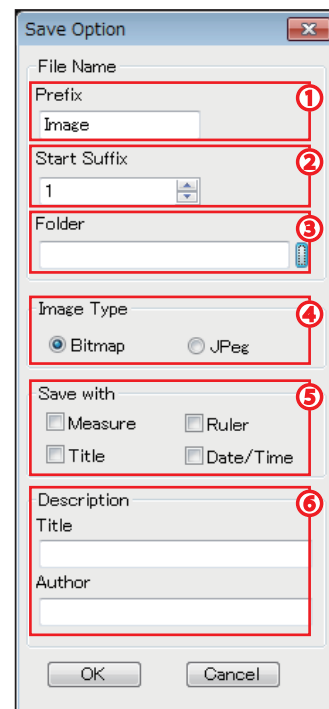 Save Option
File Name
Prefix
①
Image
Start Suffix
②
1
Folder
③
Image Type
④
Bitmap JPeg
Save with
⑤
Measure Ruler
Title Date/Time
Description
⑥
Title
Author
OK Cancel